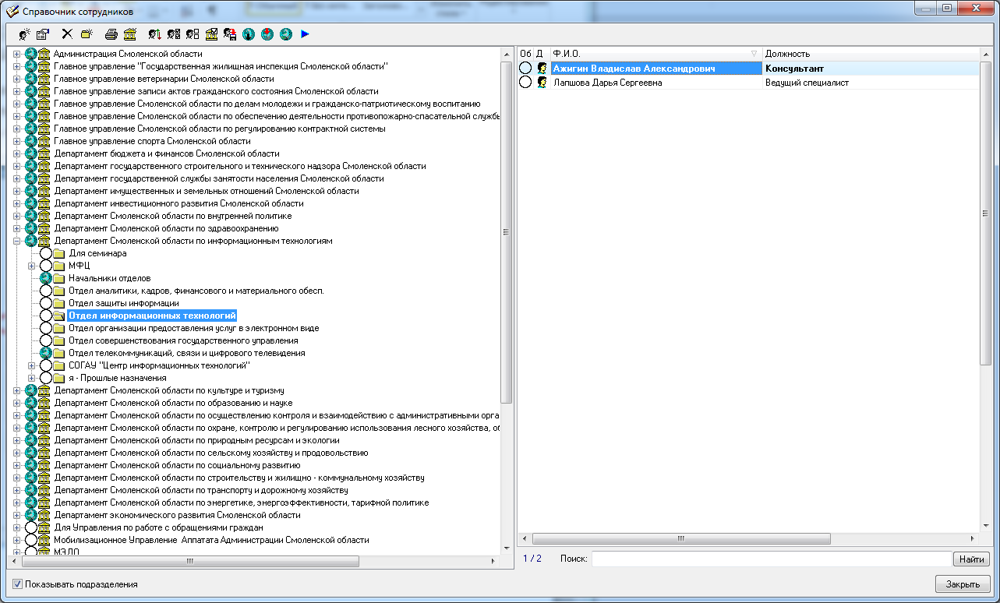 Справочник сотрудников
Администрация Смоленской области
Главное управление "Государственная жилищная инспекция Смоленской области"
Главное управление ветеринарии Смоленской области
Главное управление записи актов гражданского состояния Смоленской области
Главное управление Смоленской области по делам молодежи и гражданско-патриотическому воспитанию
Главное управление Смоленской области по обеспечению деятельности противопожарно-спасательной службы
Главное управление Смоленской области по регулированию контрактной системы
Главное управление спорта Смоленской области
Департамент бюджета и финансов Смоленской области
Департамент государственного строительного и технического надзора Смоленской области
Департамент государственной службы занятости населения Смоленской области
Департамент имущественных и земельных отношений Смоленской области
Департамент инвестиционного развития Смоленской области
Департамент Смоленской области по внутренней политике
Департамент Смоленской области по здравоохранению
Департамент Смоленской области по информационным технологиям
Для семинара
МФЦ
Начальники отделов
Отдел аналитики, кадров, финансового и материального обесп.
Отдел защиты информации
Отдел информационных технологий
Отдел организации предоставления услуг в электронном виде
Отдел совершенствования государственного управления
Отдел телекоммуникаций, связи и цифрового телевидения
СОГАУ "Центр информационных технологий"
я - Прошлые назначения
Департамент Смоленской области по культуре и туризму
Департамент Смоленской области по образованию и науке
Департамент Смоленской области по осуществлению контроля и взаимодействию с административными орга
Департамент Смоленской области по охране, контролю и регулированию использования лесного хозяйства, об
Департамент Смоленской области по природным ресурсам и экологии
Департамент Смоленской области по сельскому хозяйству и продовольствию
Департамент Смоленской области по социальному развитию
Департамент Смоленской области по строительству и жилищно - коммунальному хозяйству
Департамент Смоленской области по транспорту и дорожному хозяйству
Департамент Смоленской области по энергетике, энергоэффективности, тарифной политике
Департамент экономического развития Смоленской области
Для Управления по работе с обращениями граждан
Мобилизационное Управление Аппатата Администрации Смоленской области
МЭДО
Показывать подразделения
Об Д Ф.И.О. Должность
Ажигин Владислав Александрович Консультант
Лапшова Дарья Сергеевна Ведущий специалист
1 / 2 Поиск: Найти
Закрыть